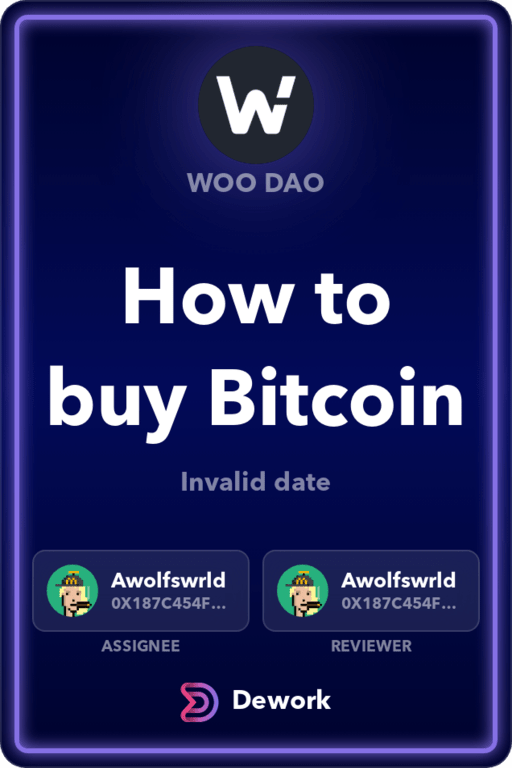 WOO DAO
How to
buy Bitcoin
Invalid date
Awolfswrld
0X187C454F...
ASSIGNEE
Awolfswrld
0X187C454F...
REVIEWER
Dework